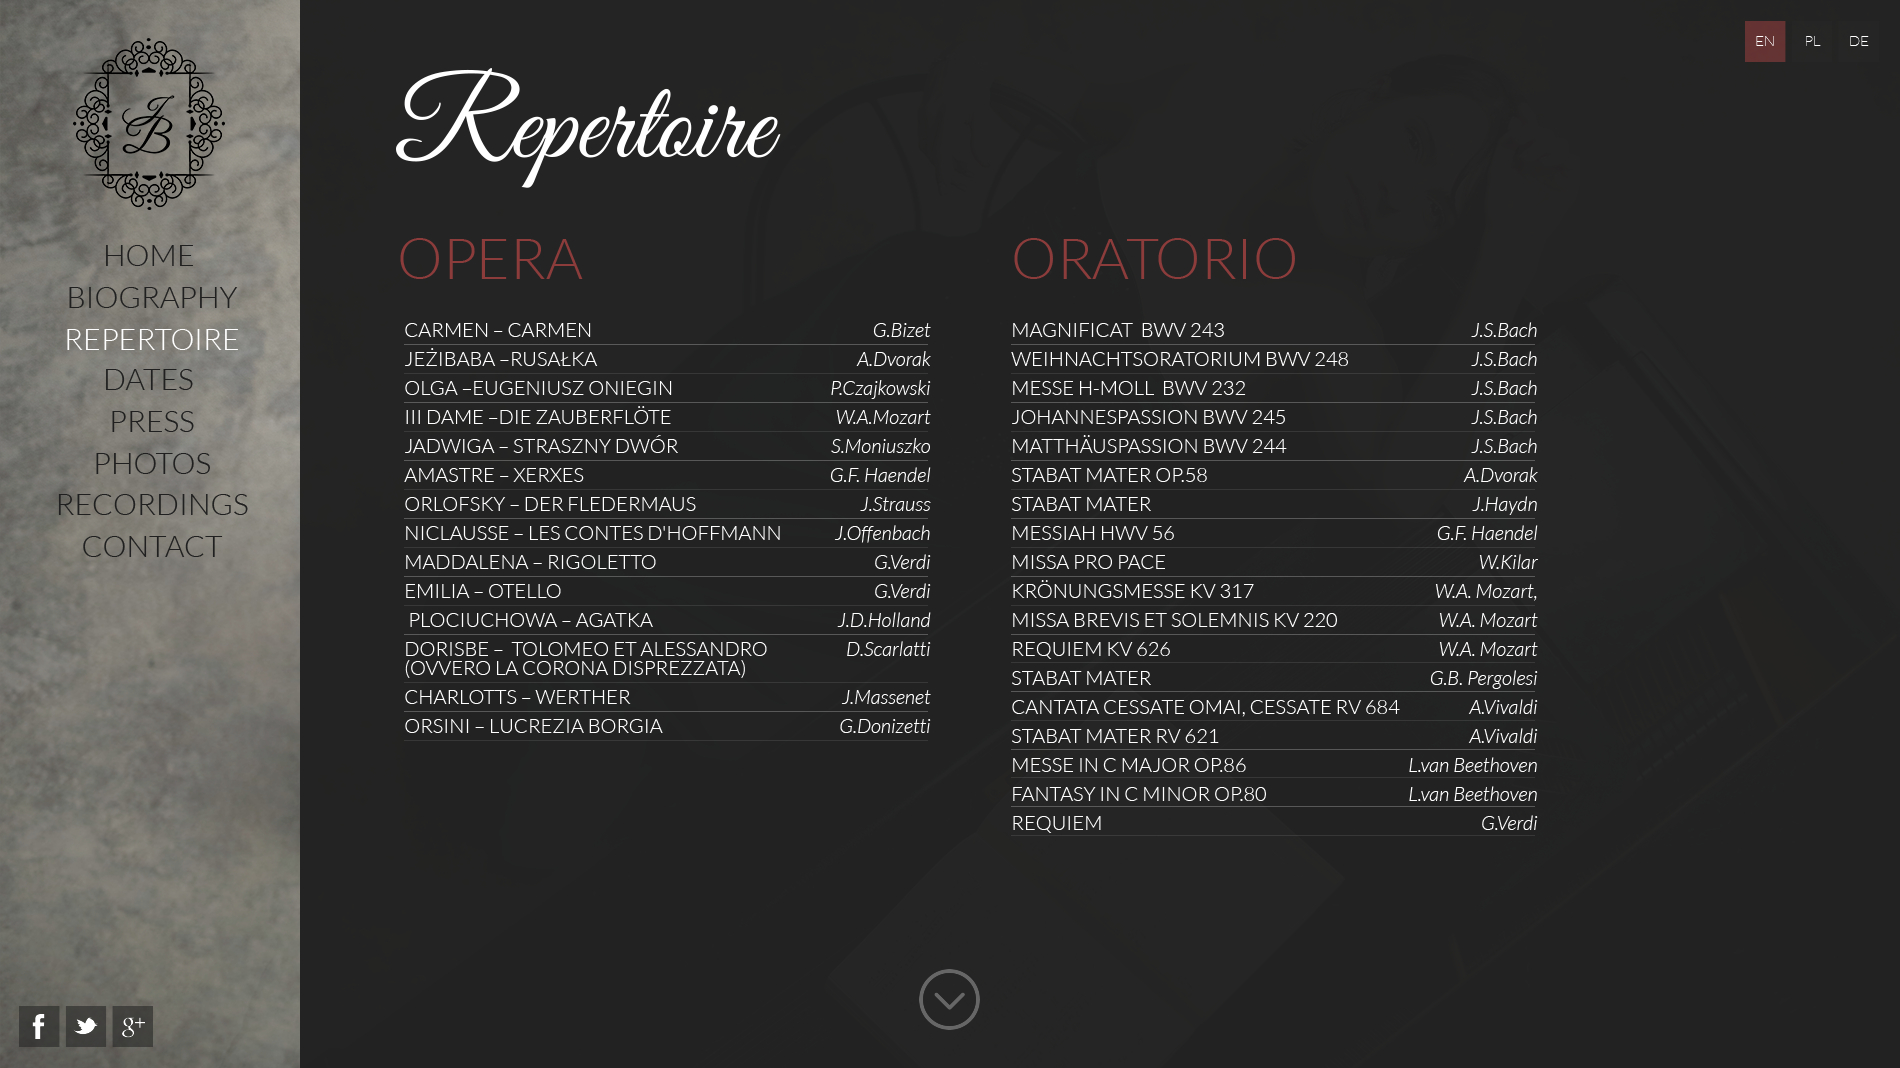 JB
HOME
BIOGRAPHY
REPERTOIRE
DATES
PRESS
PHOTOS
RECORDINGS
CONTACT
f
g+
EN PL DE
Repertoire
OPERA
CARMEN – CARMEN G.Bizet
JEŻIBABA –RUSAŁKA A.Dvorak
OLGA –EUGENIUSZ ONIEGIN P.Czajkowski
III DAME –DIE ZAUBERFLÖTE W.A.Mozart
JADWIGA – STRASZNY DWÓR S.Moniuszko
AMASTRE – XERXES G.F. Haendel
ORLOFSKY – DER FLEDERMAUS J.Strauss
NICLAUSSE – LES CONTES D'HOFFMANN J.Offenbach
MADDALENA – RIGOLETTO G.Verdi
EMILIA – OTELLO G.Verdi
PLOCIUCHOWA – AGATKA J.D.Holland
DORISBE – TOLOMEO ET ALESSANDRO D.Scarlatti
(OVVERO LA CORONA DISPREZZATA)
CHARLOTTS – WERTHER J.Massenet
ORSINI – LUCREZIA BORGIA G.Donizetti
ORATORIO
MAGNIFICAT BWV 243 J.S.Bach
WEIHNACHTSORATORIUM BWV 248 J.S.Bach
MESSE H-MOLL BWV 232 J.S.Bach
JOHANNESPASSION BWV 245 J.S.Bach
MATTHÄUSPASSION BWV 244 J.S.Bach
STABAT MATER OP.58 A.Dvorak
STABAT MATER J.Haydn
MESSIAH HWV 56 G.F. Haendel
MISSA PRO PACE W.Kilar
KRÖNUNGSMESSE KV 317 W.A. Mozart,
MISSA BREVIS ET SOLEMNIS KV 220 W.A. Mozart
REQUIEM KV 626 W.A. Mozart
STABAT MATER G.B. Pergolesi
CANTATA CESSATE OMAI, CESSATE RV 684 A.Vivaldi
STABAT MATER RV 621 A.Vivaldi
MESSE IN C MAJOR OP.86 L.van Beethoven
FANTASY IN C MINOR OP.80 L.van Beethoven
REQUIEM G.Verdi